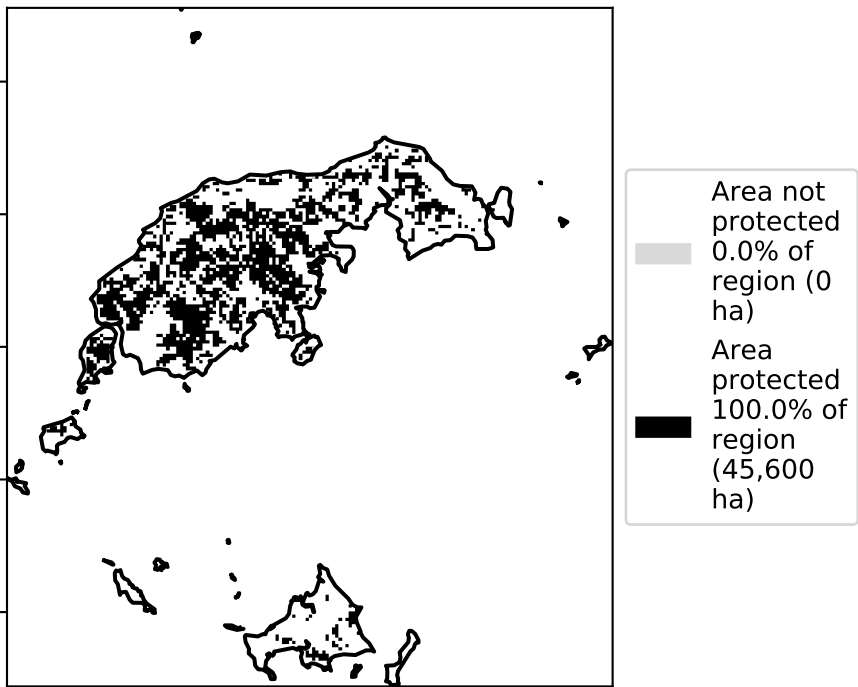 Area not
protected
0.0% of
region (0
ha)
Area
protected
100.0% of
region
(45,600
ha)